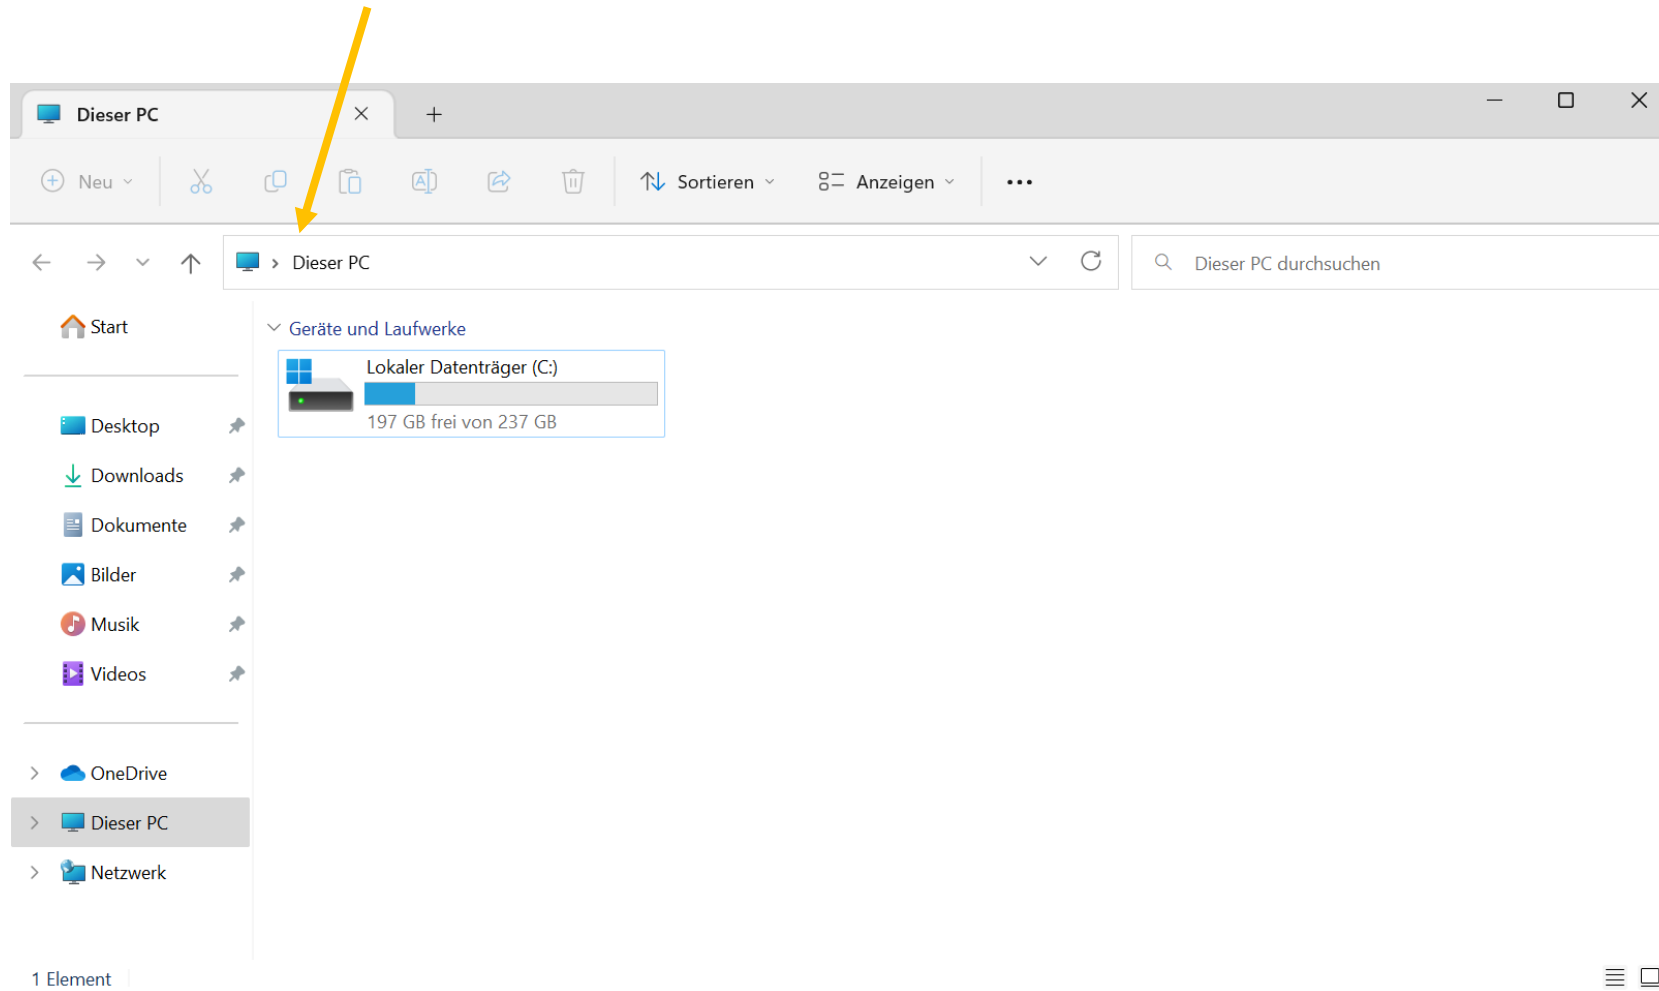 Dieser PC
Neu
Sortieren
Anzeigen
Dieser PC
Dieser PC durchsuchen
Start
Desktop
Downloads
Dokumente
Bilder
Musik
Videos
OneDrive
Dieser PC
Netzwerk
Geräte und Laufwerke
Lokaler Datenträger (C:)
197 GB frei von 237 GB
1 Element